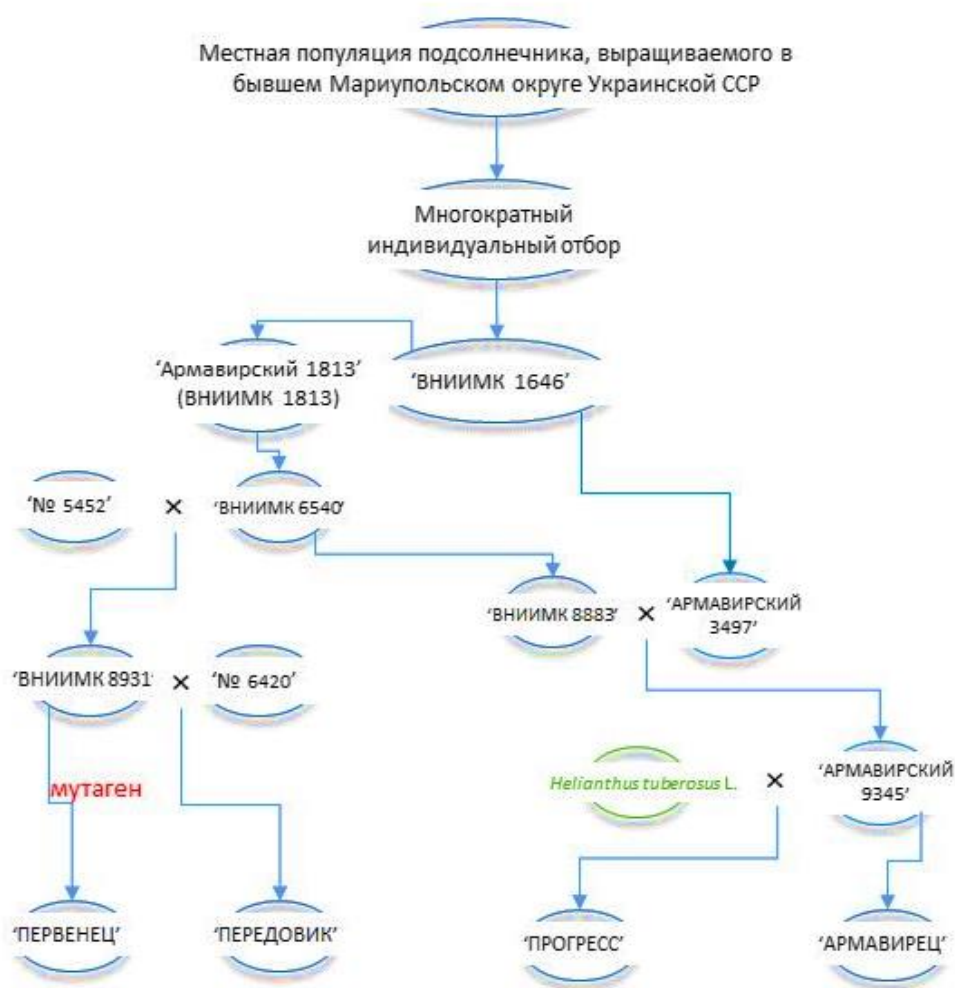 Местная популяция подсолнечника, выращиваемого в
бывшем Мариупольском округе Украинской ССР
Многократный
индивидуальный отбор
‘Армавирский 1813’
(ВНИИМК 1813)
‘ВНИИМК 1646’
‘№ 5452’ × ‘ВНИИМК 6540’
‘ВНИИМК 8883’ × ‘АРМАВИРСКИЙ
3497’
‘ВНИИМК 8931’ × ‘№ 6420’
мутаген
Helianthus tuberosus L. × ‘АРМАВИРСКИЙ
9345’
‘ПЕРВЕНЕЦ’
‘ПЕРЕДОВИК’
‘ПРОГРЕСС’
‘АРМАВИРЕЦ’